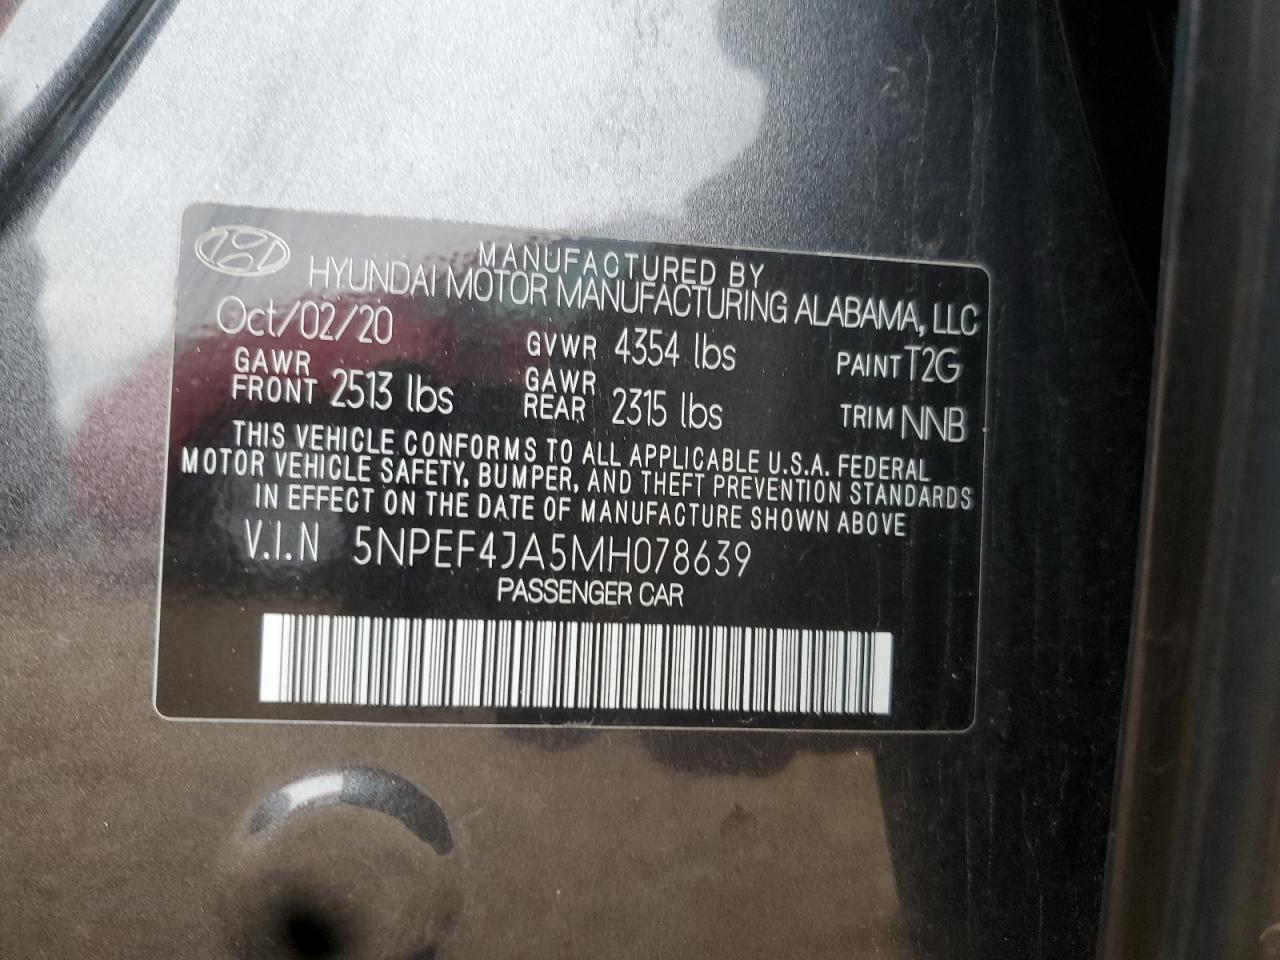 MANUFACTURED BY
HYUNDAI MOTOR MANUFACTURING ALABAMA, LLC
Oct/02/20 GVWR 4354 lbs PAINT T2G
GAWR FRONT 2513 lbs GAWR REAR 2315 lbs TRIM NNB
THIS VEHICLE CONFORMS TO ALL APPLICABLE U.S.A. FEDERAL
MOTOR VEHICLE SAFETY, BUMPER, AND THEFT PREVENTION STANDARDS
IN EFFECT ON THE DATE OF MANUFACTURE SHOWN ABOVE
V.I.N 5NPEF4JA5MH078639
PASSENGER CAR